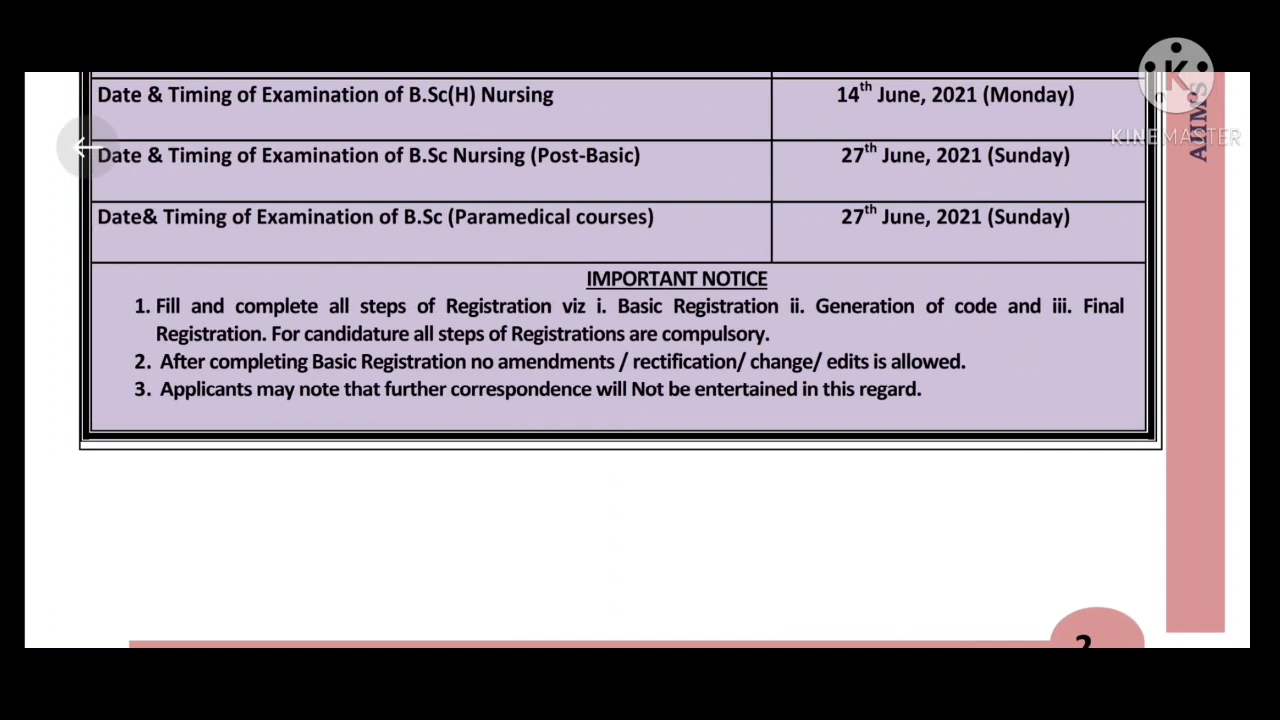 Date & Timing of Examination of B.Sc(H) Nursing
14th June, 2021 (Monday)
Date & Timing of Examination of B.Sc Nursing (Post-Basic)
27th June, 2021 (Sunday)
Date& Timing of Examination of B.Sc (Paramedical courses)
27th June, 2021 (Sunday)
IMPORTANT NOTICE
1. Fill and complete all steps of Registration viz i. Basic Registration ii. Generation of code and iii. Final
Registration. For candidature all steps of Registrations are compulsory.
2. After completing Basic Registration no amendments / rectification/ change/ edits is allowed.
3. Applicants may note that further correspondence will Not be entertained in this regard.
AIIMS
K
KINEMASTER
2